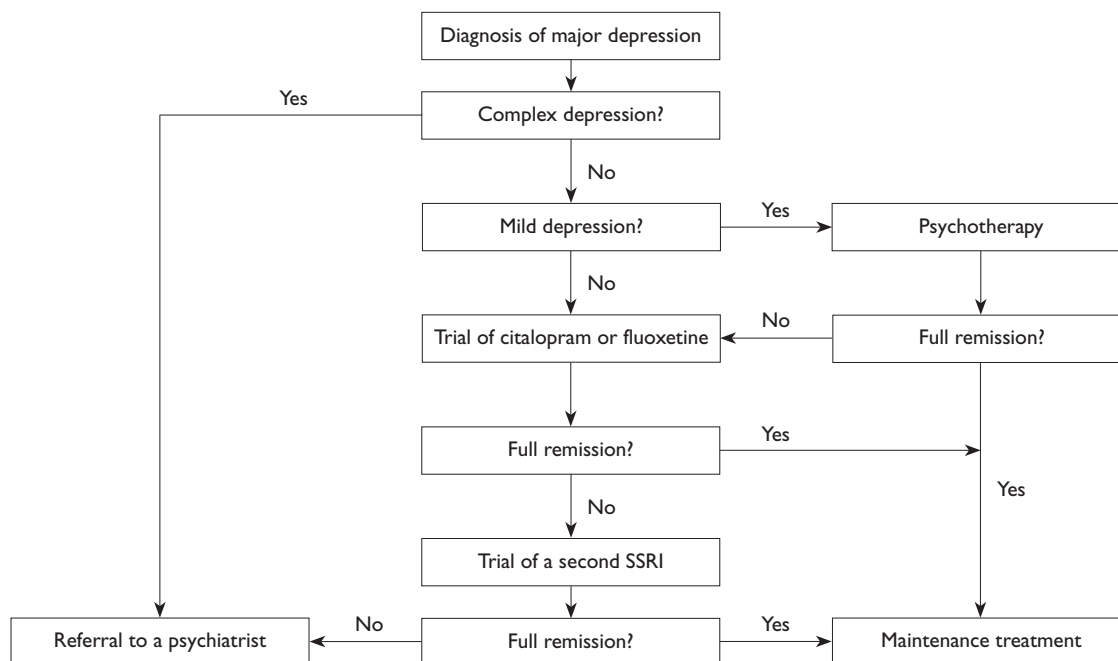 Diagnosis of major depression
Yes
Complex depression?
No
Mild depression?
Yes
Psychotherapy
No
Trial of citalopram or fluoxetine
No
Full remission?
Full remission?
Yes
Yes
No
Trial of a second SSRI
Referral to a psychiatrist
No
Full remission?
Yes
Maintenance treatment